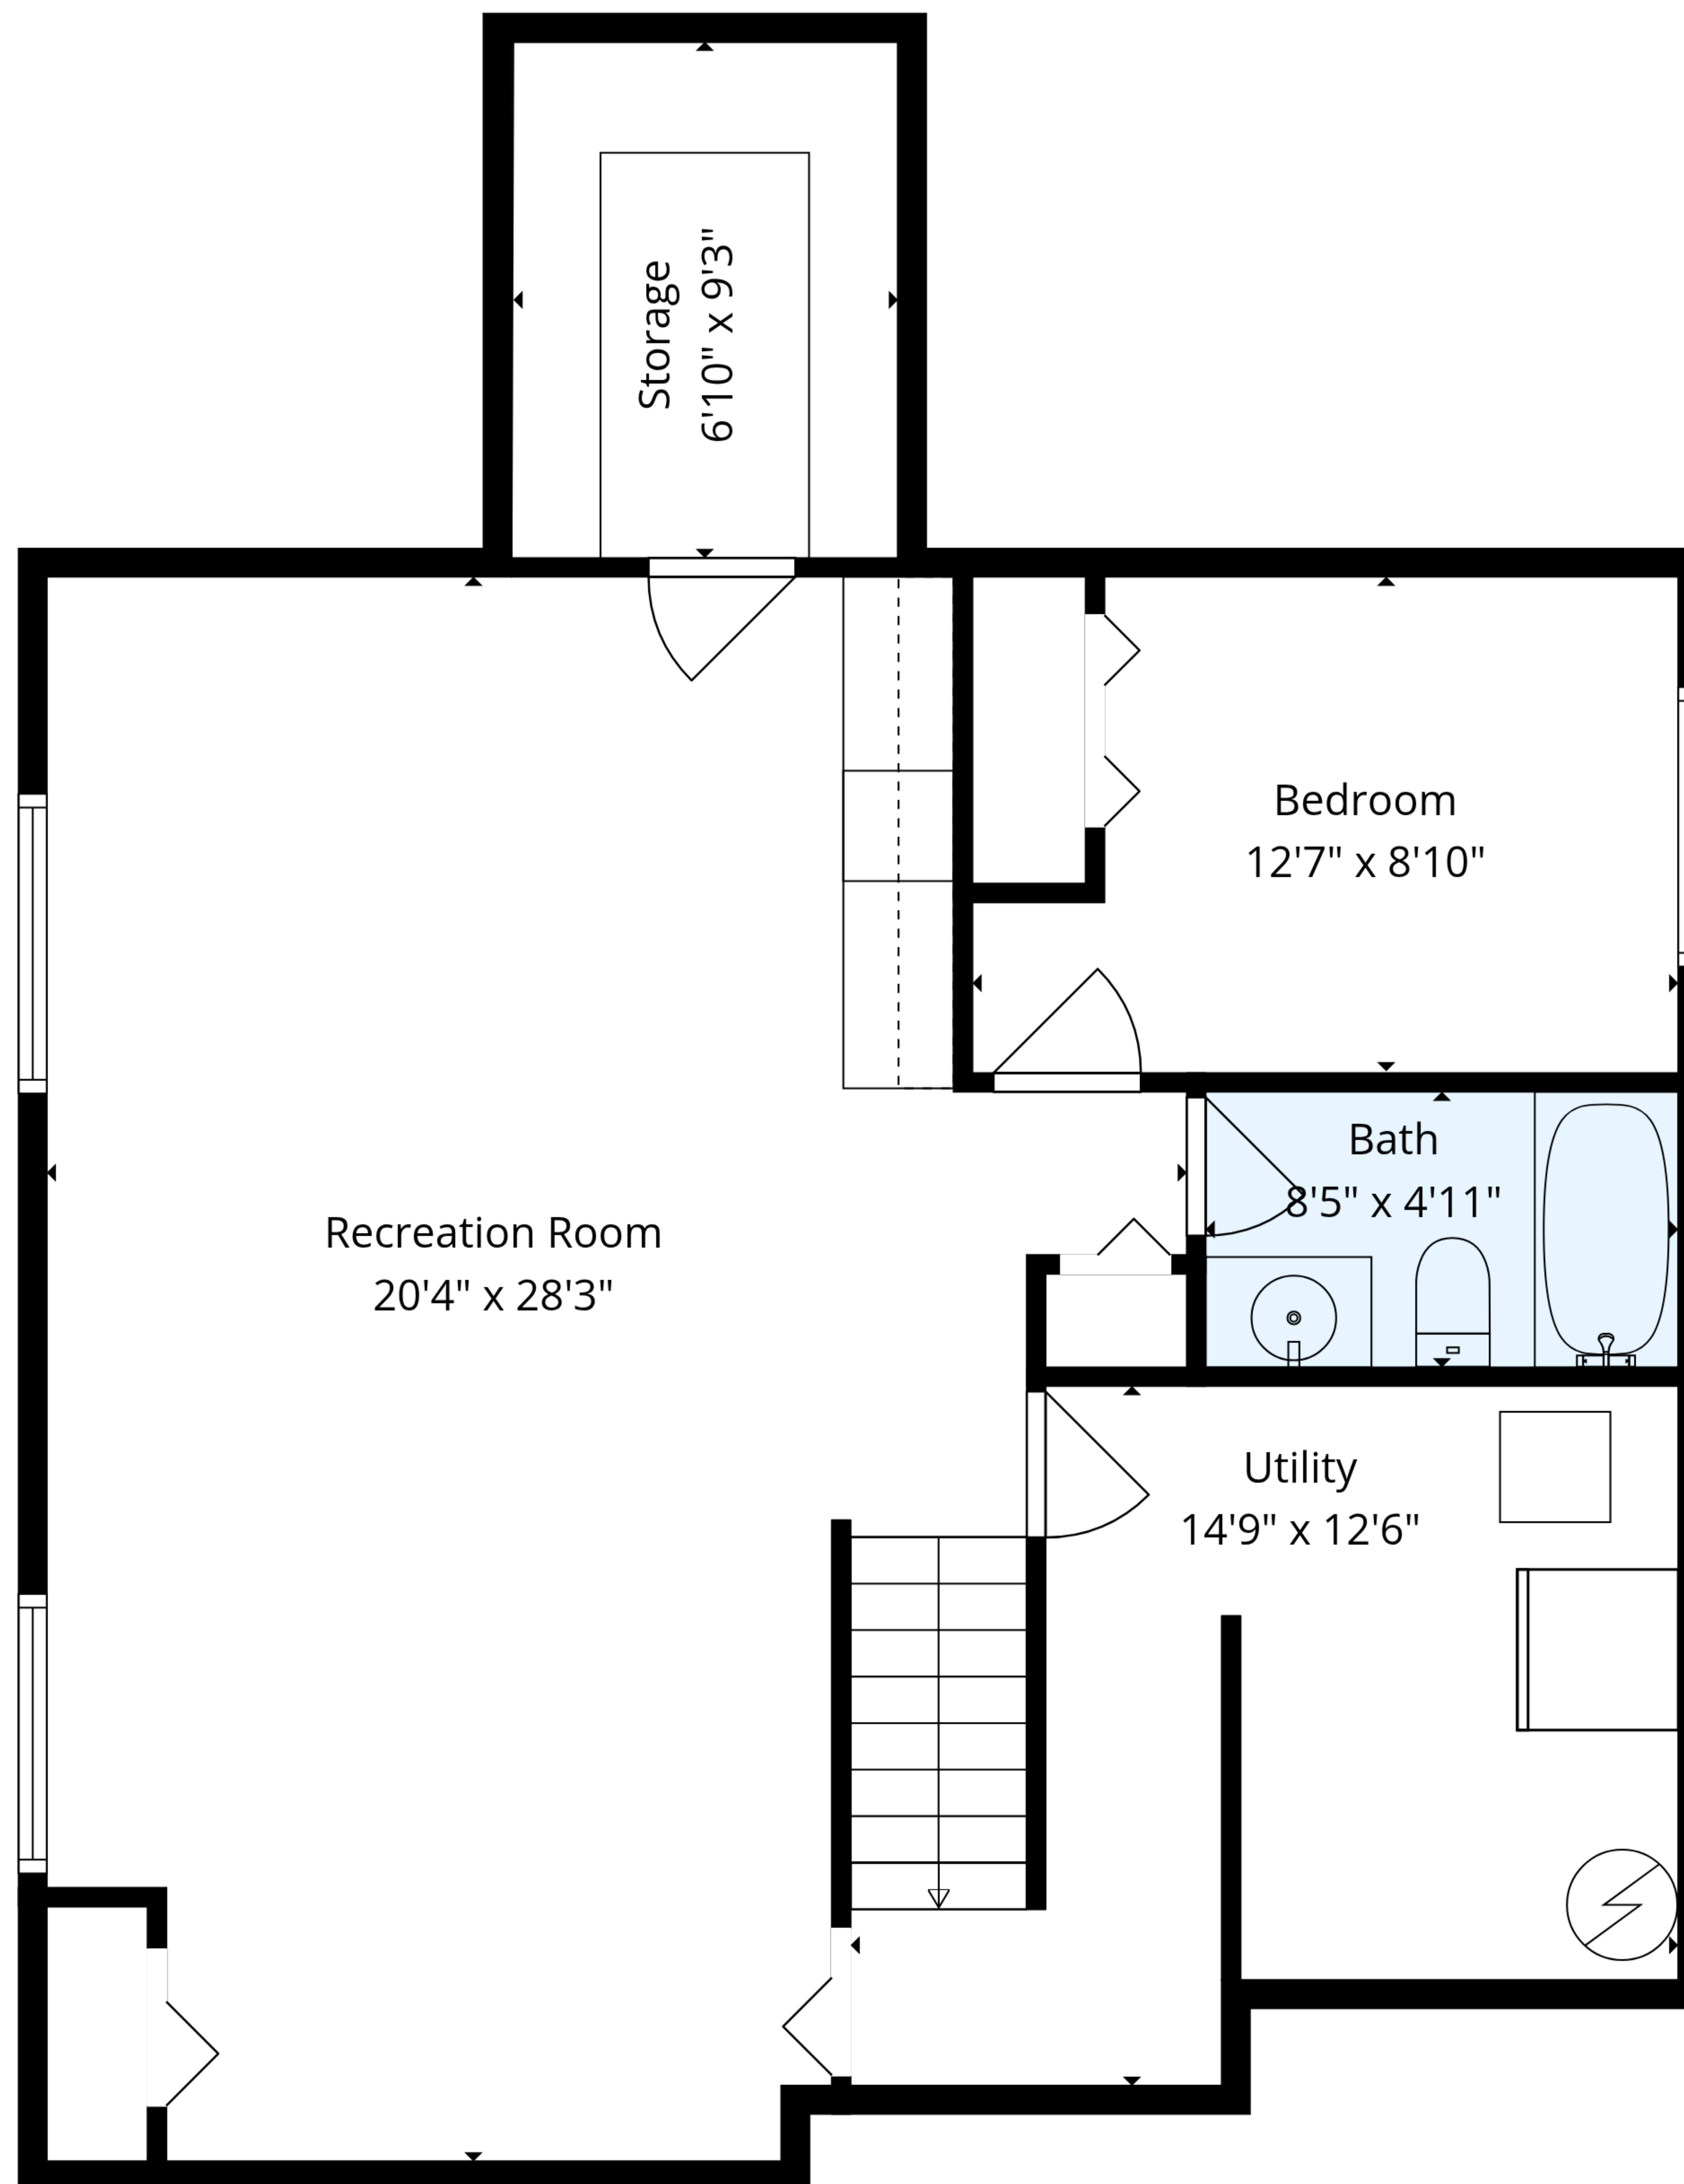 Storage
6'10" x 9'3"
Bedroom
12'7" x 8'10"
Bath
8'5" x 4'11"
Recreation Room
20'4" x 28'3"
Utility
14'9" x 12'6"